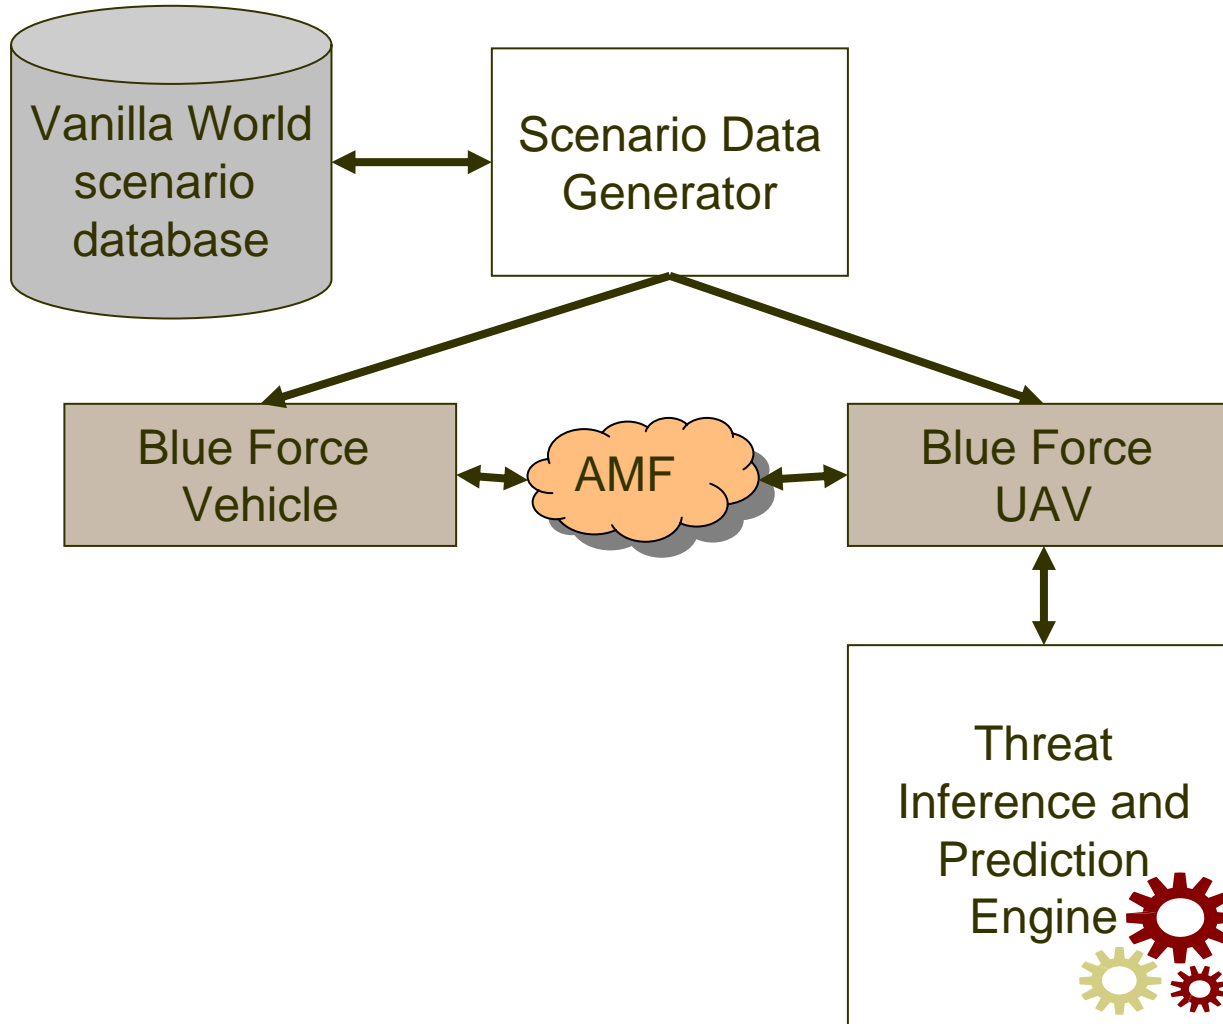 Vanilla World
scenario
database
Scenario Data
Generator
Blue Force
Vehicle
AMF
Blue Force
UAV
Threat
Inference and
Prediction
Engine